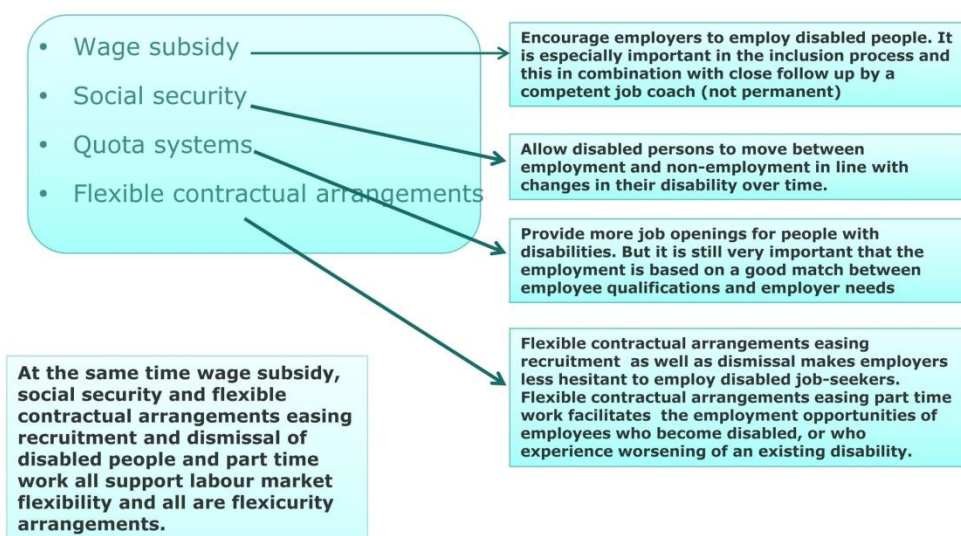 • Wage subsidy
• Social security
• Quota systems
• Flexible contractual arrangements
Encourage employers to employ disabled people. It
is especially important in the inclusion process and
this in combination with close follow up by a
competent job coach (not permanent)
Allow disabled persons to move between
employment and non-employment in line with
changes in their disability over time.
Provide more job openings for people with
disabilities. But it is still very important that the
employment is based on a good match between
employee qualifications and employer needs
Flexible contractual arrangements easing
recruitment as well as dismissal makes employers
less hesitant to employ disabled job-seekers.
Flexible contractual arrangements easing part time
work facilitates the employment opportunities of
employees who become disabled, or who
experience worsening of an existing disability.
At the same time wage subsidy,
social security and flexible
contractual arrangements easing
recruitment and dismissal of
disabled people and part time
work all support labour market
flexibility and all are flexicurity
arrangements.